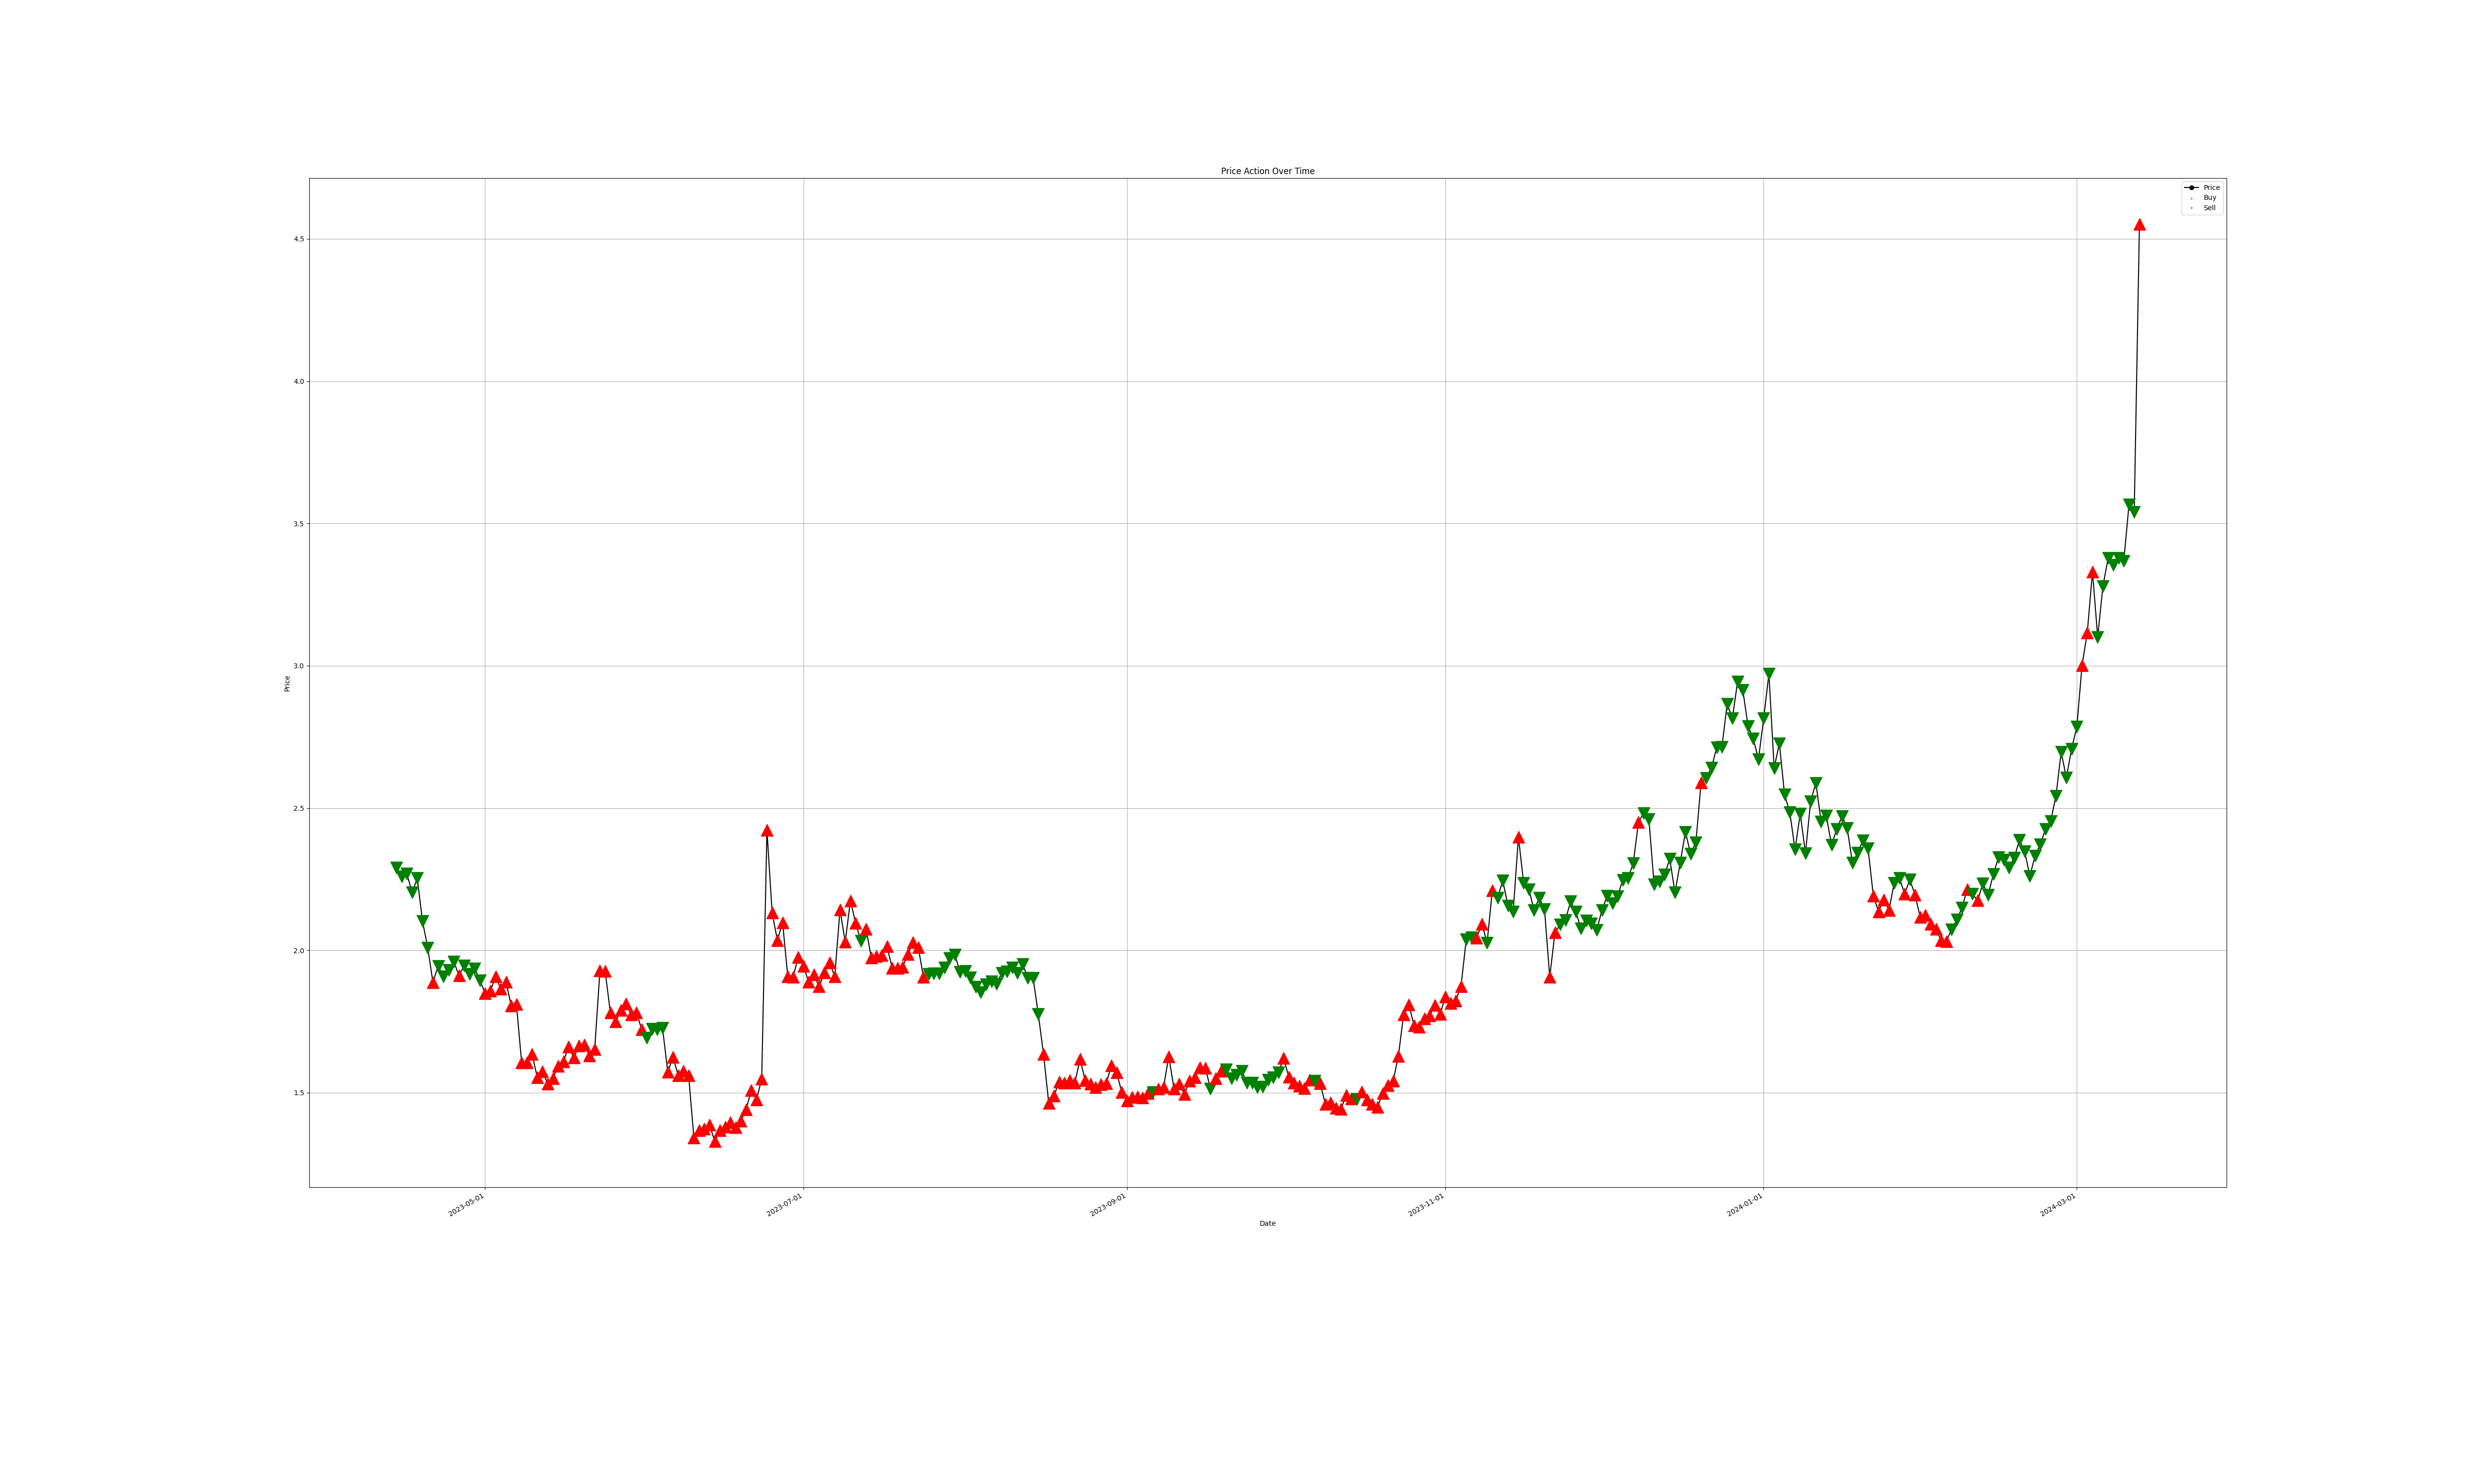 Price Action Over Time
Price
Buy
Sell
4.5
4.0
3.5
3.0
2.5
2.0
1.5
Price
2023-05-01
2023-07-01
2023-09-01
2023-11-01
2024-01-01
2024-03-01
Date